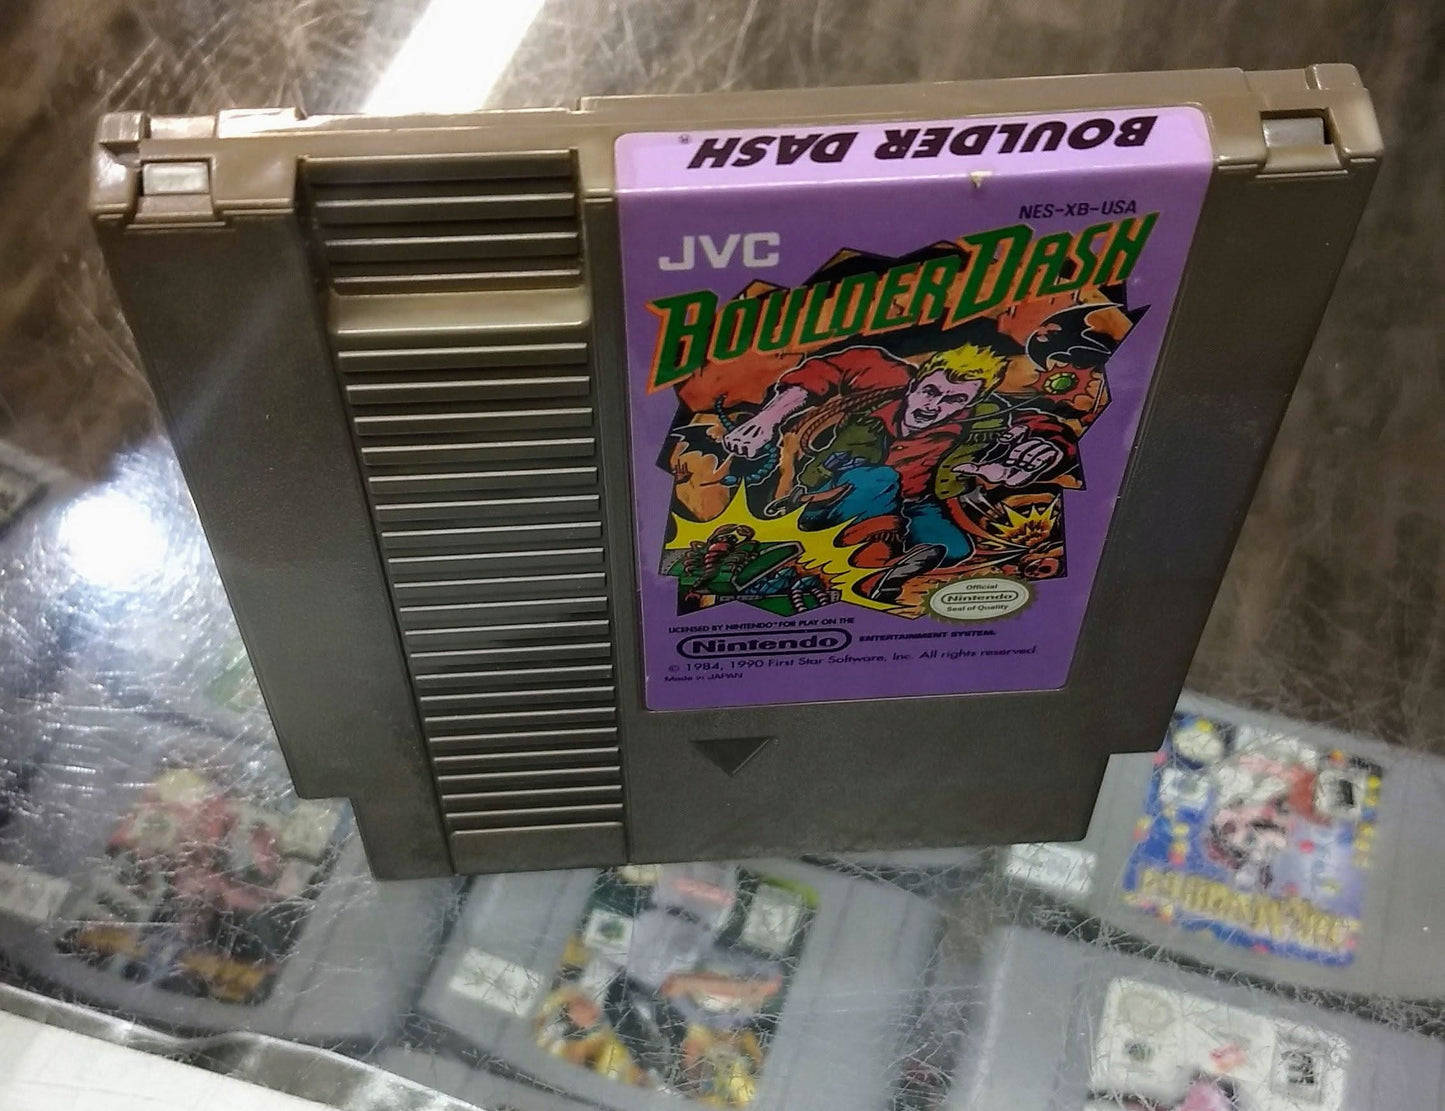 BOULDER DASH®
NES-XB-USA
JVC
BOULDER DASH
Official
Nintendo
Seal of Quality
LICENSED BY NINTENDO™ FOR PLAY ON THE
Nintendo ENTERTAINMENT SYSTEM.
© 1984, 1990 First Star Software, Inc. All rights reserved.
Made in JAPAN